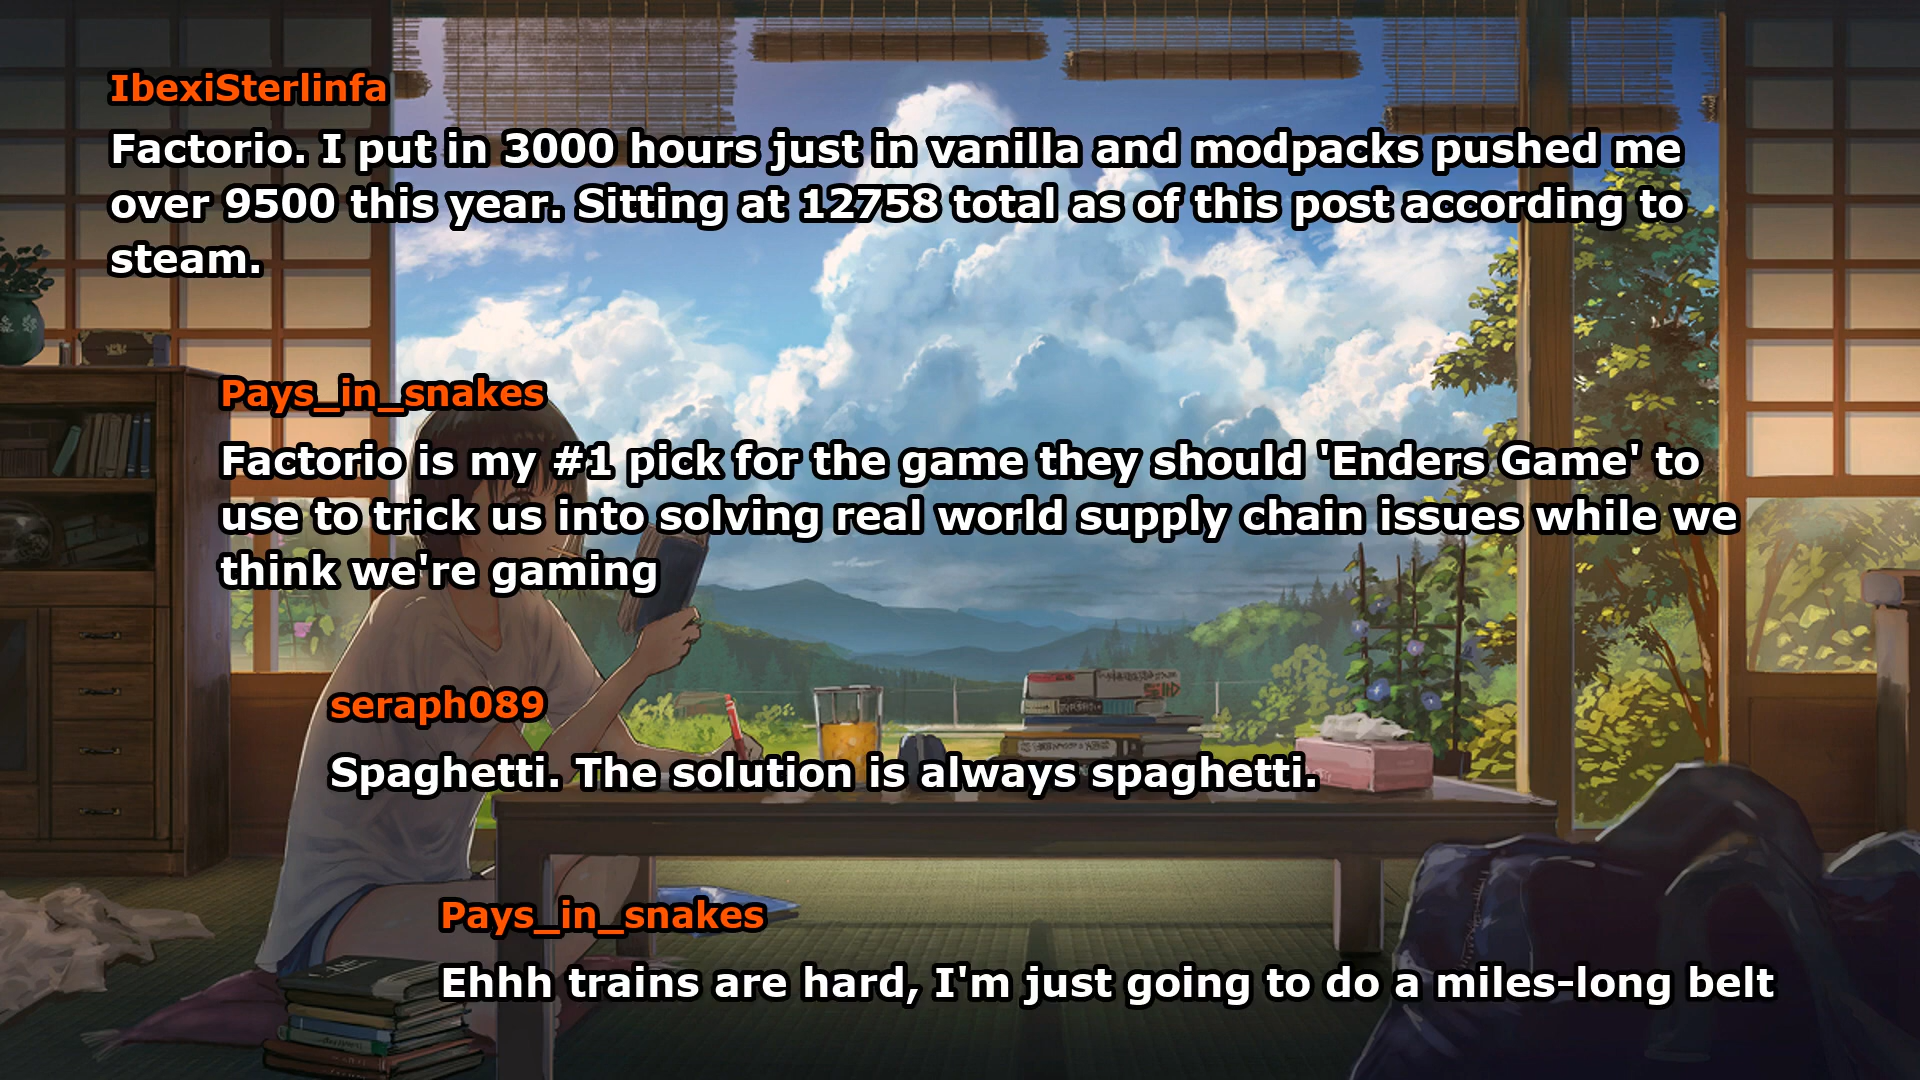 IbexiSterlinfa
Factorio. I put in 3000 hours just in vanilla and modpacks pushed me
over 9500 this year. Sitting at 12758 total as of this post according to
steam.
Pays_in_snakes
Factorio is my #1 pick for the game they should 'Enders Game' to
use to trick us into solving real world supply chain issues while we
think we're gaming
seraph089
Spaghetti. The solution is always spaghetti.
Pays_in_snakes
Ehhh trains are hard, I'm just going to do a miles-long belt